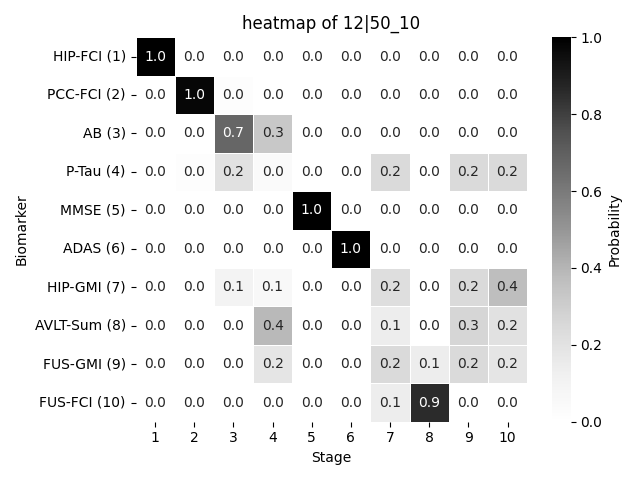 heatmap of 12|50_10
HIP-FCI (1) 1.0 0.0 0.0 0.0 0.0 0.0 0.0 0.0 0.0 0.0
PCC-FCI (2) 0.0 1.0 0.0 0.0 0.0 0.0 0.0 0.0 0.0 0.0
AB (3) 0.0 0.0 0.7 0.3 0.0 0.0 0.0 0.0 0.0 0.0
P-Tau (4) 0.0 0.0 0.2 0.0 0.0 0.0 0.2 0.0 0.2 0.2
MMSE (5) 0.0 0.0 0.0 0.0 1.0 0.0 0.0 0.0 0.0 0.0
ADAS (6) 0.0 0.0 0.0 0.0 0.0 1.0 0.0 0.0 0.0 0.0
HIP-GMI (7) 0.0 0.0 0.1 0.1 0.0 0.0 0.2 0.0 0.2 0.4
AVLT-Sum (8) 0.0 0.0 0.0 0.4 0.0 0.0 0.1 0.0 0.3 0.2
FUS-GMI (9) 0.0 0.0 0.0 0.2 0.0 0.0 0.2 0.1 0.2 0.2
FUS-FCI (10) 0.0 0.0 0.0 0.0 0.0 0.0 0.1 0.9 0.0 0.0
1 2 3 4 5 6 7 8 9 10
Stage
Biomarker
1.0
0.8
0.6
0.4
0.2
0.0
Probability